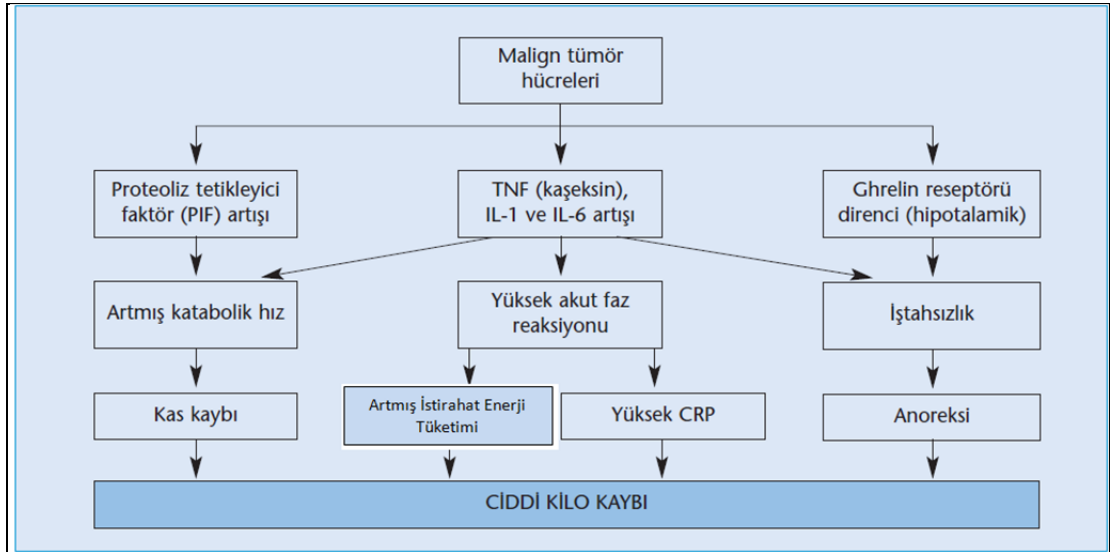 Malign tümör
hücreleri
Proteoliz tetikleyici
faktör (PIF) artışı
TNF (kaşeksin),
IL-1 ve IL-6 artışı
Ghrelin reseptörü
direnci (hipotalamik)
Artmış katabolik hız
Yüksek akut faz
reaksiyonu
İştahsızlık
Kas kaybı
Artmış İstirahat Enerji
Tüketimi
Yüksek CRP
Anoreksi
CİDDİ KİLO KAYBI